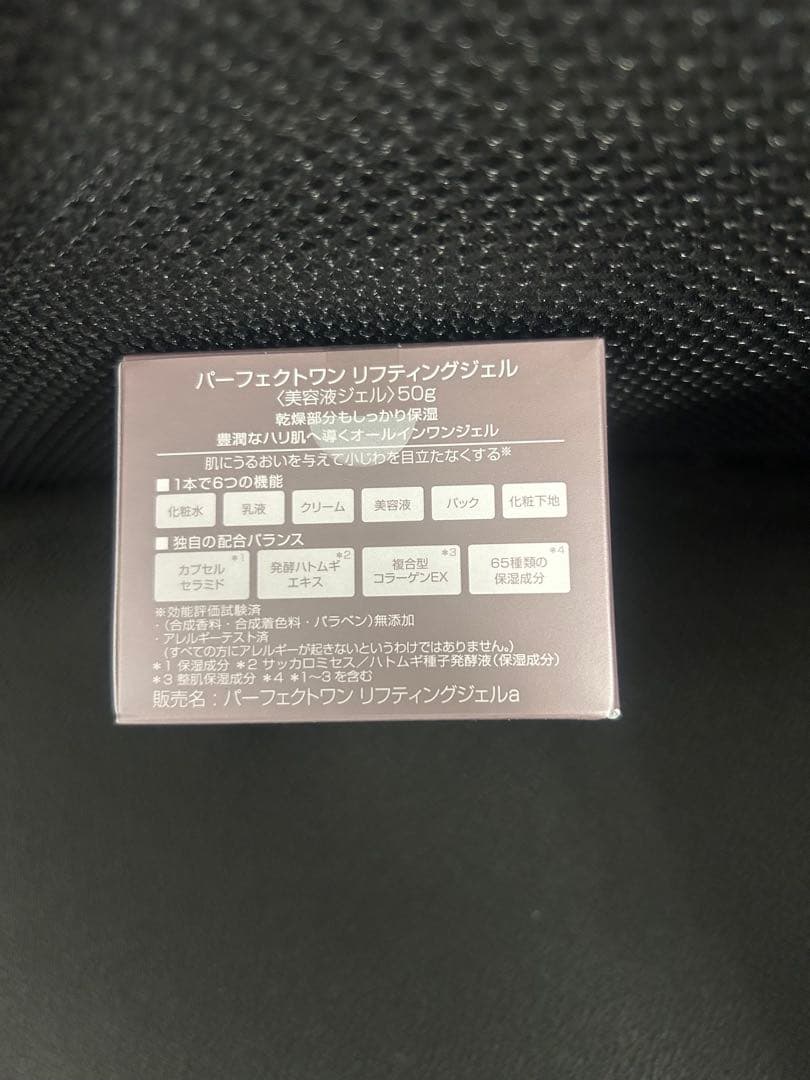 パーフェクトワン リフティングジェル
〈美容液ジェル〉50g
乾燥部分もしっかり保湿
豊潤なハリ肌へ導くオールインワンジェル
肌にうるおいを与えて小じわを目立たなくする※
■1本で6つの機能
化粧水 乳液 クリーム 美容液 パック 化粧下地
■独自の配合バランス
カプセルセラミド*1 発酵ハトムギエキス*2 複合型コラーゲンEX*3 65種類の保湿成分*4
※効能評価試験済
・(合成香料・合成着色料・パラベン)無添加
・アレルギーテスト済
(すべての方にアレルギーが起きないというわけではありません。)
*1 保湿成分 *2 サッカロミセス/ハトムギ種子発酵液(保湿成分)
*3 整肌保湿成分 *4 *1〜3を含む
販売名:パーフェクトワン リフティングジェルa